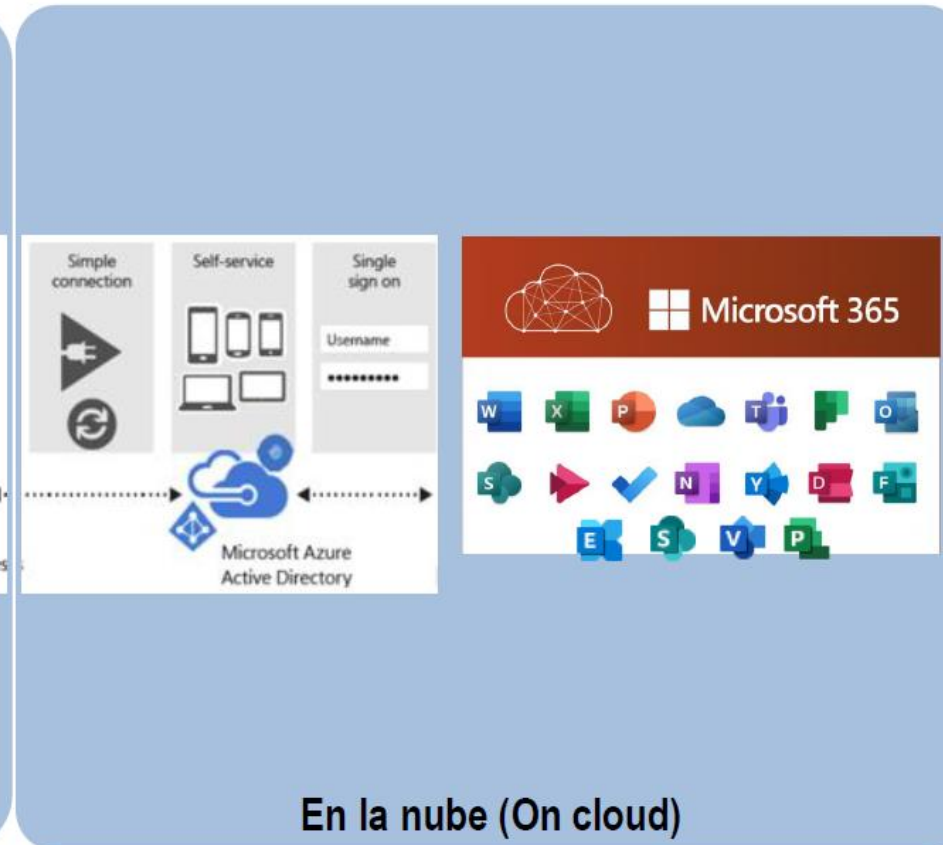 Simple
connection
Self-service
Single
sign on
Username
•••••••••
Microsoft Azure
Active Directory
Microsoft 365
W X P T O
S N Y D F
E S V P
En la nube (On cloud)